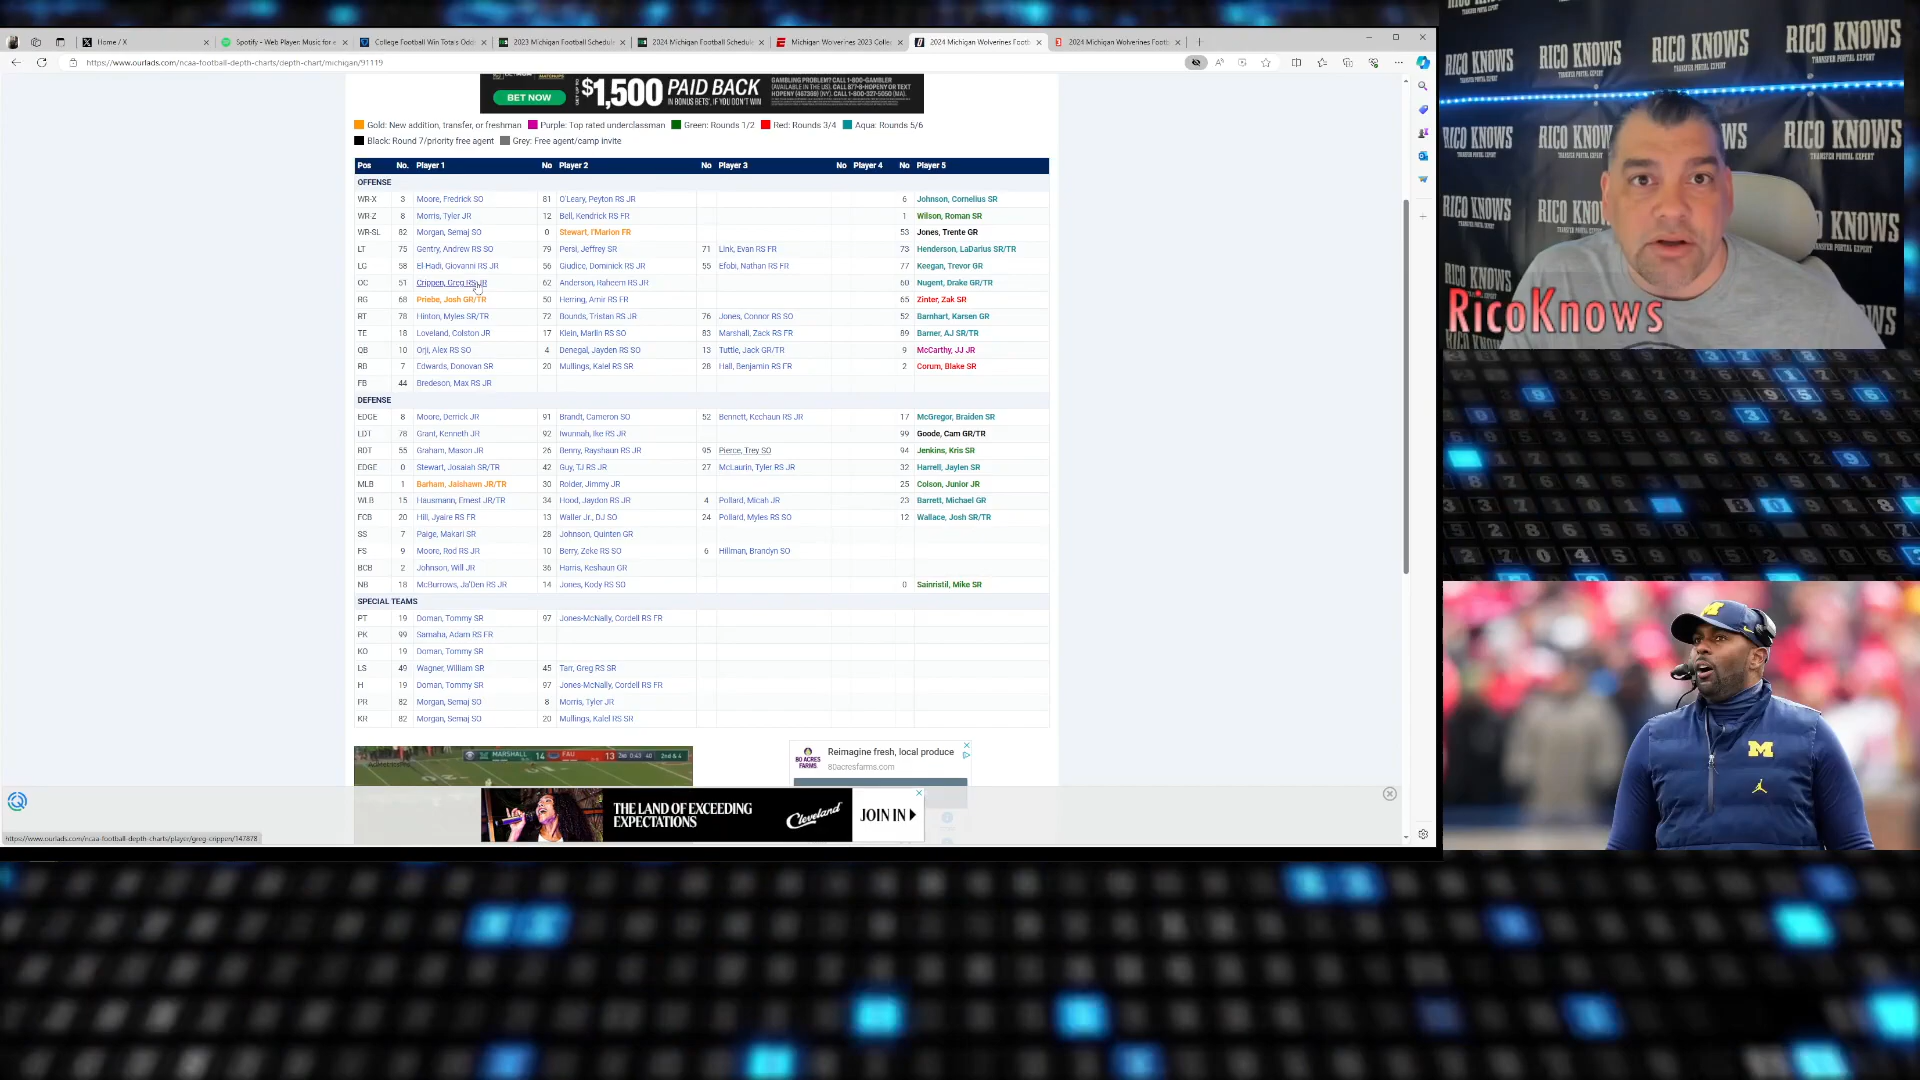 Home / X
Spotify - Web Player: Music for e
College Football Win Totals Odds
2023 Michigan Football Schedule
2024 Michigan Football Schedule
Michigan Wolverines 2023 Colle
2024 Michigan Wolverines Footb
2024 Michigan Wolverines Footb
https://www.ourlads.com/ncaa-football-depth-charts/depth-chart/michigan/91119
BET NOW
$1,500 PAID BACK
IN BONUS BETS, IF YOU DON'T WIN
Gold: New addition, transfer, or freshman Purple: Top rated underclassman Green: Rounds 1/2 Red: Rounds 3/4 Aqua: Rounds 5/6
Black: Round 7/priority free agent Grey: Free agent/camp invite
Pos No. Player 1 No Player 2 No Player 3 No Player 4 No Player 5
OFFENSE
WR-X 3 Moore, Fredrick SO 81 O'Leary, Peyton RS JR 6 Johnson, Cornelius SR
WR-Z 8 Morris, Tyler JR 12 Bell, Kendrick RS FR 1 Wilson, Roman SR
WR-SL 82 Morgan, Semaj SO 0 Stewart, I'Marion FR 53 Jones, Trente GR
LT 75 Gentry, Andrew RS SO 79 Persi, Jeffrey SR 71 Link, Evan RS FR 73 Henderson, LaDarius SR/TR
LG 58 El-Hadi, Giovanni RS JR 56 Giudice, Dominick RS JR 55 Efobi, Nathan RS FR 77 Keegan, Trevor GR
OC 51 Crippen, Greg RS JR 62 Anderson, Raheem RS JR 60 Nugent, Drake GR/TR
RG 68 Priebe, Josh GR/TR 50 Herring, Amir RS FR 65 Zinter, Zak SR
RT 78 Hinton, Myles SR/TR 72 Bounds, Tristan RS JR 76 Jones, Connor RS SO 52 Barnhart, Karsen GR
TE 18 Loveland, Colston JR 17 Klein, Marlin RS SO 83 Marshall, Zack RS FR 89 Barner, AJ SR/TR
QB 10 Orji, Alex RS SO 4 Denegal, Jayden RS SO 13 Tuttle, Jack GR/TR 9 McCarthy, JJ JR
RB 7 Edwards, Donovan SR 20 Mullings, Kalel RS SR 28 Hall, Benjamin RS FR 2 Corum, Blake SR
FB 44 Bredeson, Max RS JR
DEFENSE
EDGE 8 Moore, Derrick JR 91 Brandt, Cameron SO 52 Bennett, Kechaun RS JR 17 McGregor, Braiden SR
LDT 78 Grant, Kenneth JR 92 Iwunnah, Ike RS JR 99 Goode, Cam GR/TR
RDT 55 Graham, Mason JR 26 Benny, Rayshaun RS JR 95 Pierce, Trey SO 94 Jenkins, Kris SR
EDGE 0 Stewart, Josaiah SR/TR 42 Guy, TJ RS JR 27 McLaurin, Tyler RS JR 32 Harrell, Jaylen SR
MLB 1 Barham, Jaishawn JR/TR 30 Rolder, Jimmy JR 25 Colson, Junior JR
WLB 15 Hausmann, Ernest JR/TR 34 Hood, Jaydon RS JR 4 Pollard, Micah JR 23 Barrett, Michael GR
FCB 20 Hill, Jyaire RS FR 13 Waller Jr., DJ SO 24 Pollard, Myles RS SO 12 Wallace, Josh SR/TR
SS 7 Paige, Makari SR 28 Johnson, Quinten GR
FS 9 Moore, Rod RS JR 10 Berry, Zeke RS SO 6 Hillman, Brandyn SO
BCB 2 Johnson, Will JR 36 Harris, Keshaun GR
NB 18 McBurrows, Ja'Den RS JR 14 Jones, Kody RS SO 0 Sainristil, Mike SR
SPECIAL TEAMS
PT 19 Doman, Tommy SR 97 Jones-McNally, Cordell RS FR
PK 99 Samaha, Adam RS FR
KO 19 Doman, Tommy SR
LS 49 Wagner, William SR 45 Tarr, Greg RS SR
H 19 Doman, Tommy SR 97 Jones-McNally, Cordell RS FR
PR 82 Morgan, Semaj SO 8 Morris, Tyler JR
KR 82 Morgan, Semaj SO 20 Mullings, Kalel RS SR
MARSHALL 14 FAU 13
Reimagine fresh, local produce
80acresfarms.com
80 ACRES
FARMS
THE LAND OF EXCEEDING
EXPECTATIONS
Cleveland
JOIN IN
https://www.ourlads.com/ncaa-football-depth-charts/player/greg-crippen/147878
RICO KNOWS
TRANSFER PORTAL EXPERT
RicoKnows
M
M